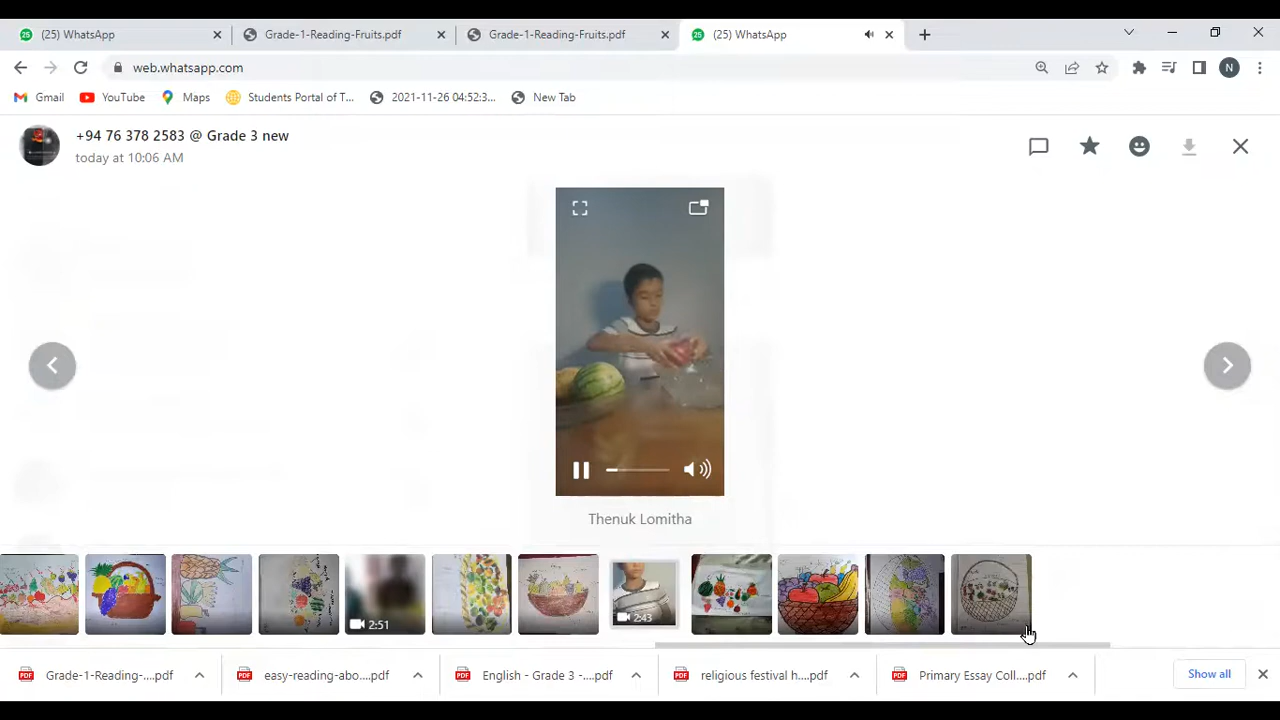 (25) WhatsApp
Grade-1-Reading-Fruits.pdf
Grade-1-Reading-Fruits.pdf
(25) WhatsApp
web.whatsapp.com
N
Gmail
YouTube
Maps
Students Portal of T...
2021-11-26 04:52:3...
New Tab
+94 76 378 2583 @ Grade 3 new
today at 10:06 AM
Thenuk Lomitha
2:51
2:43
Grade-1-Reading-....pdf
easy-reading-abo....pdf
English - Grade 3 -....pdf
religious festival h....pdf
Primary Essay Coll....pdf
Show all